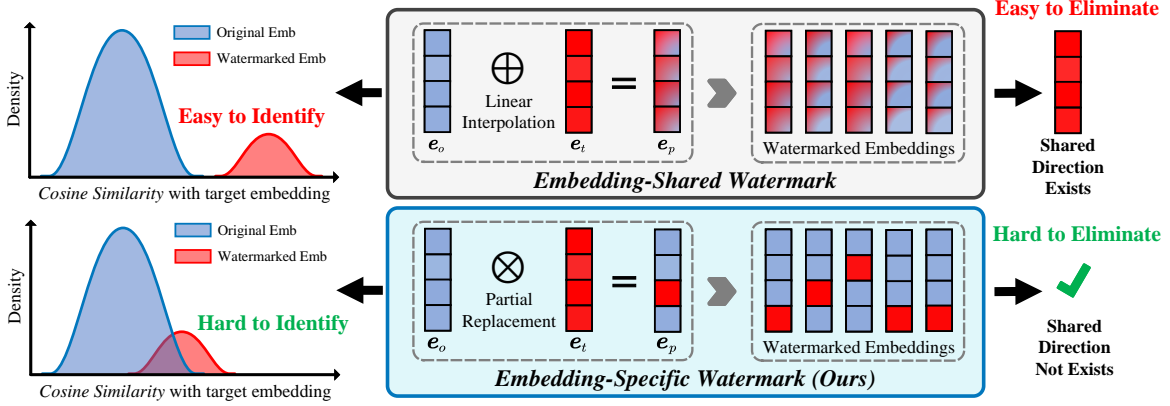 Density
Original Emb
Watermarked Emb
Easy to Identify
Cosine Similarity with target embedding
⊕
Linear
Interpolation
=
e_o
e_t
e_p
Watermarked Embeddings
Embedding-Shared Watermark
Easy to Eliminate
Shared
Direction
Exists
Density
Original Emb
Watermarked Emb
Hard to Identify
Cosine Similarity with target embedding
⊗
Partial
Replacement
=
e_o
e_t
e_p
Watermarked Embeddings
Embedding-Specific Watermark (Ours)
Hard to Eliminate
Shared
Direction
Not Exists